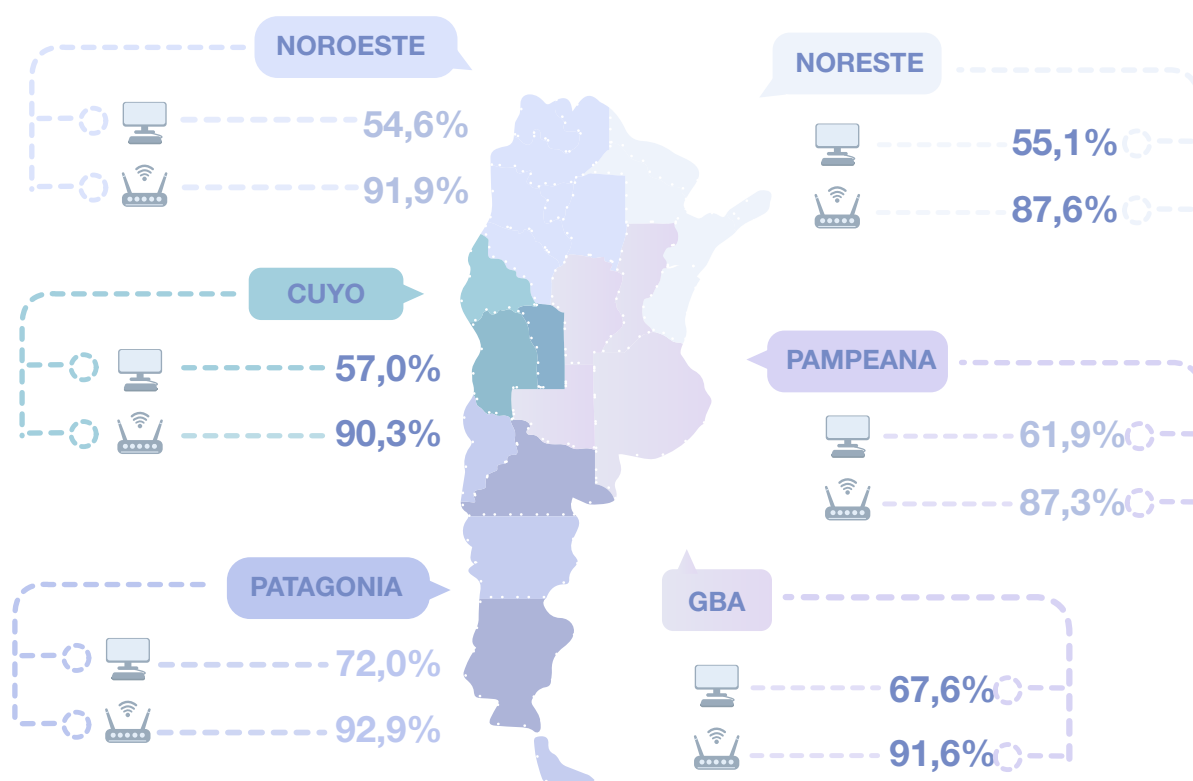 NOROESTE
54,6%
91,9%
NORESTE
55,1%
87,6%
CUYO
57,0%
90,3%
PAMPEANA
61,9%
87,3%
PATAGONIA
72,0%
92,9%
GBA
67,6%
91,6%